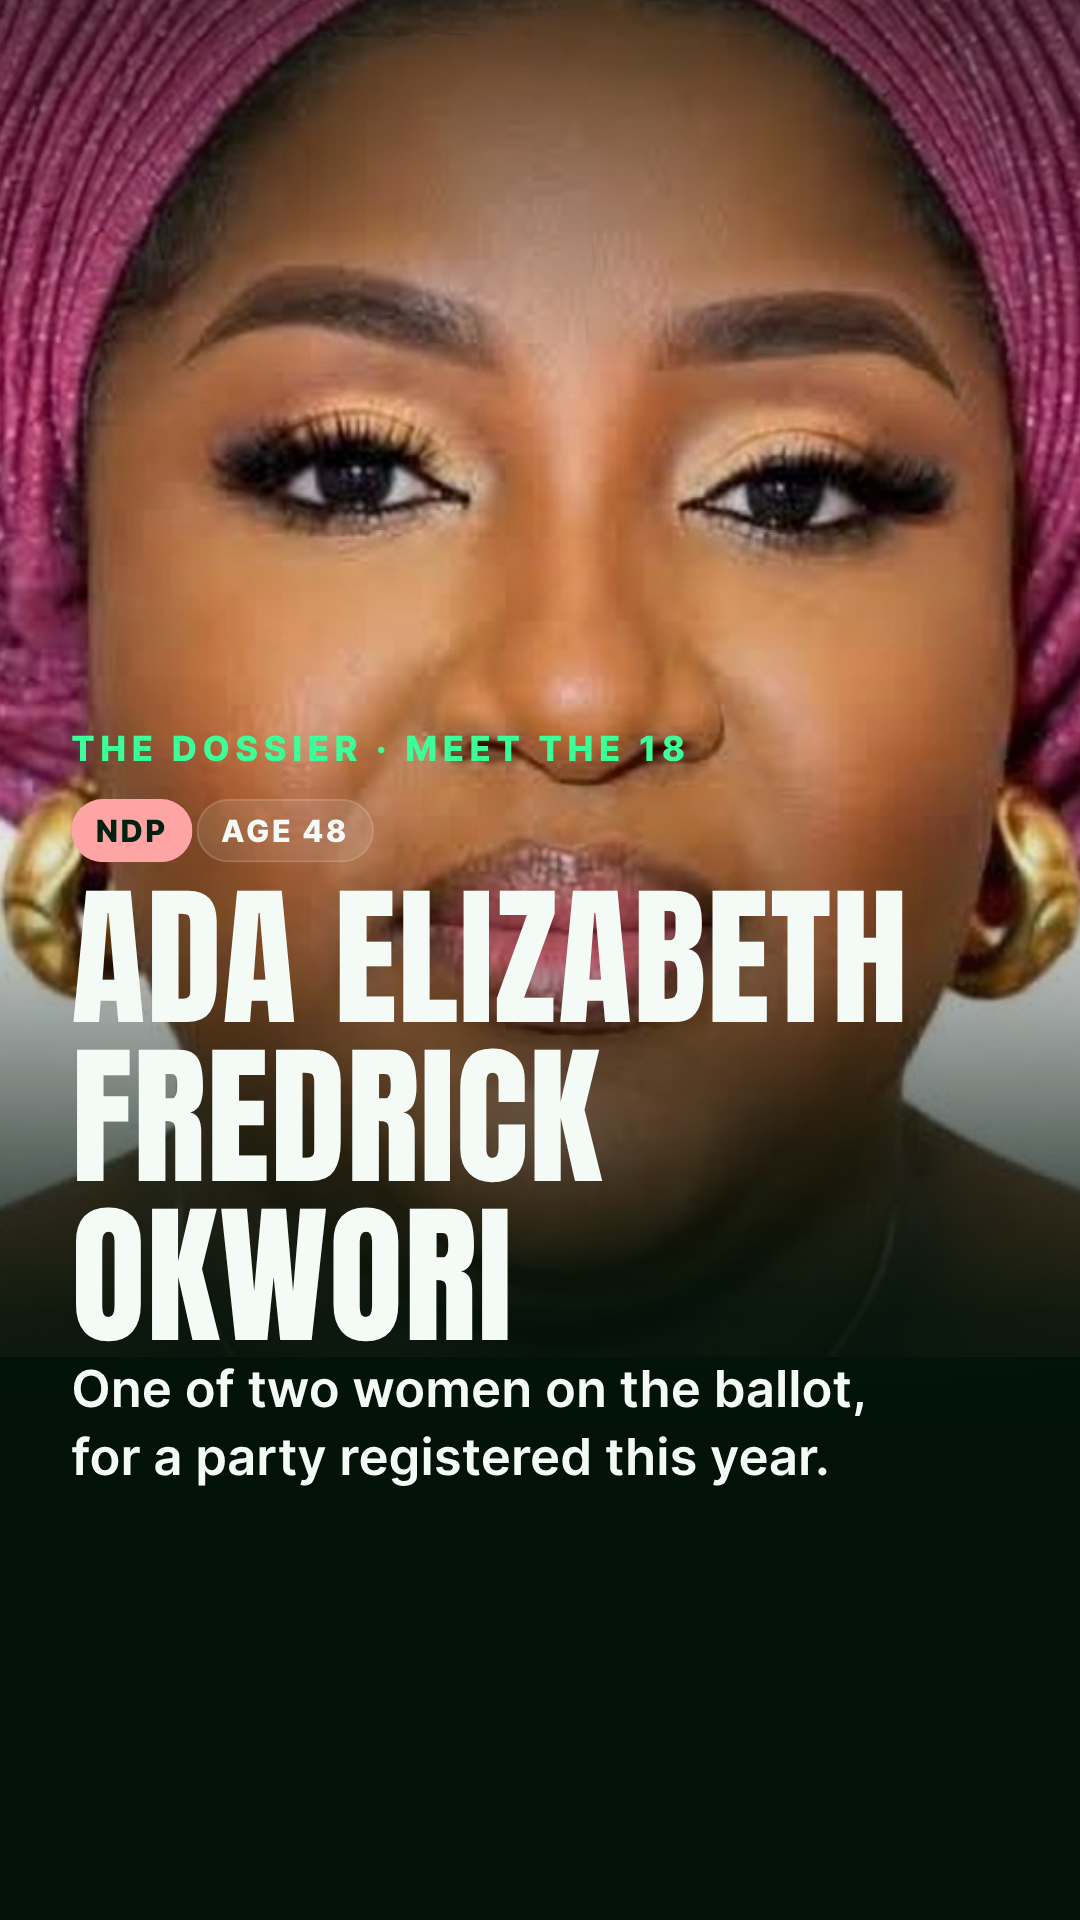 THE DOSSIER · MEET THE 18
NDP AGE 48
ADA ELIZABETH
FREDRICK
OKWORI
One of two women on the ballot,
for a party registered this year.